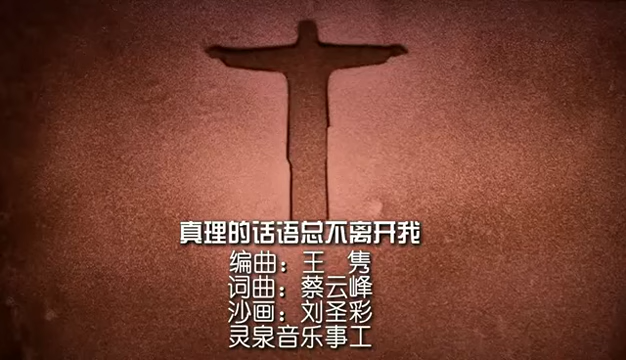 真理的话语总不离开我
编曲：王　隽
词曲：蔡云峰
沙画：刘圣彩
灵泉音乐事工